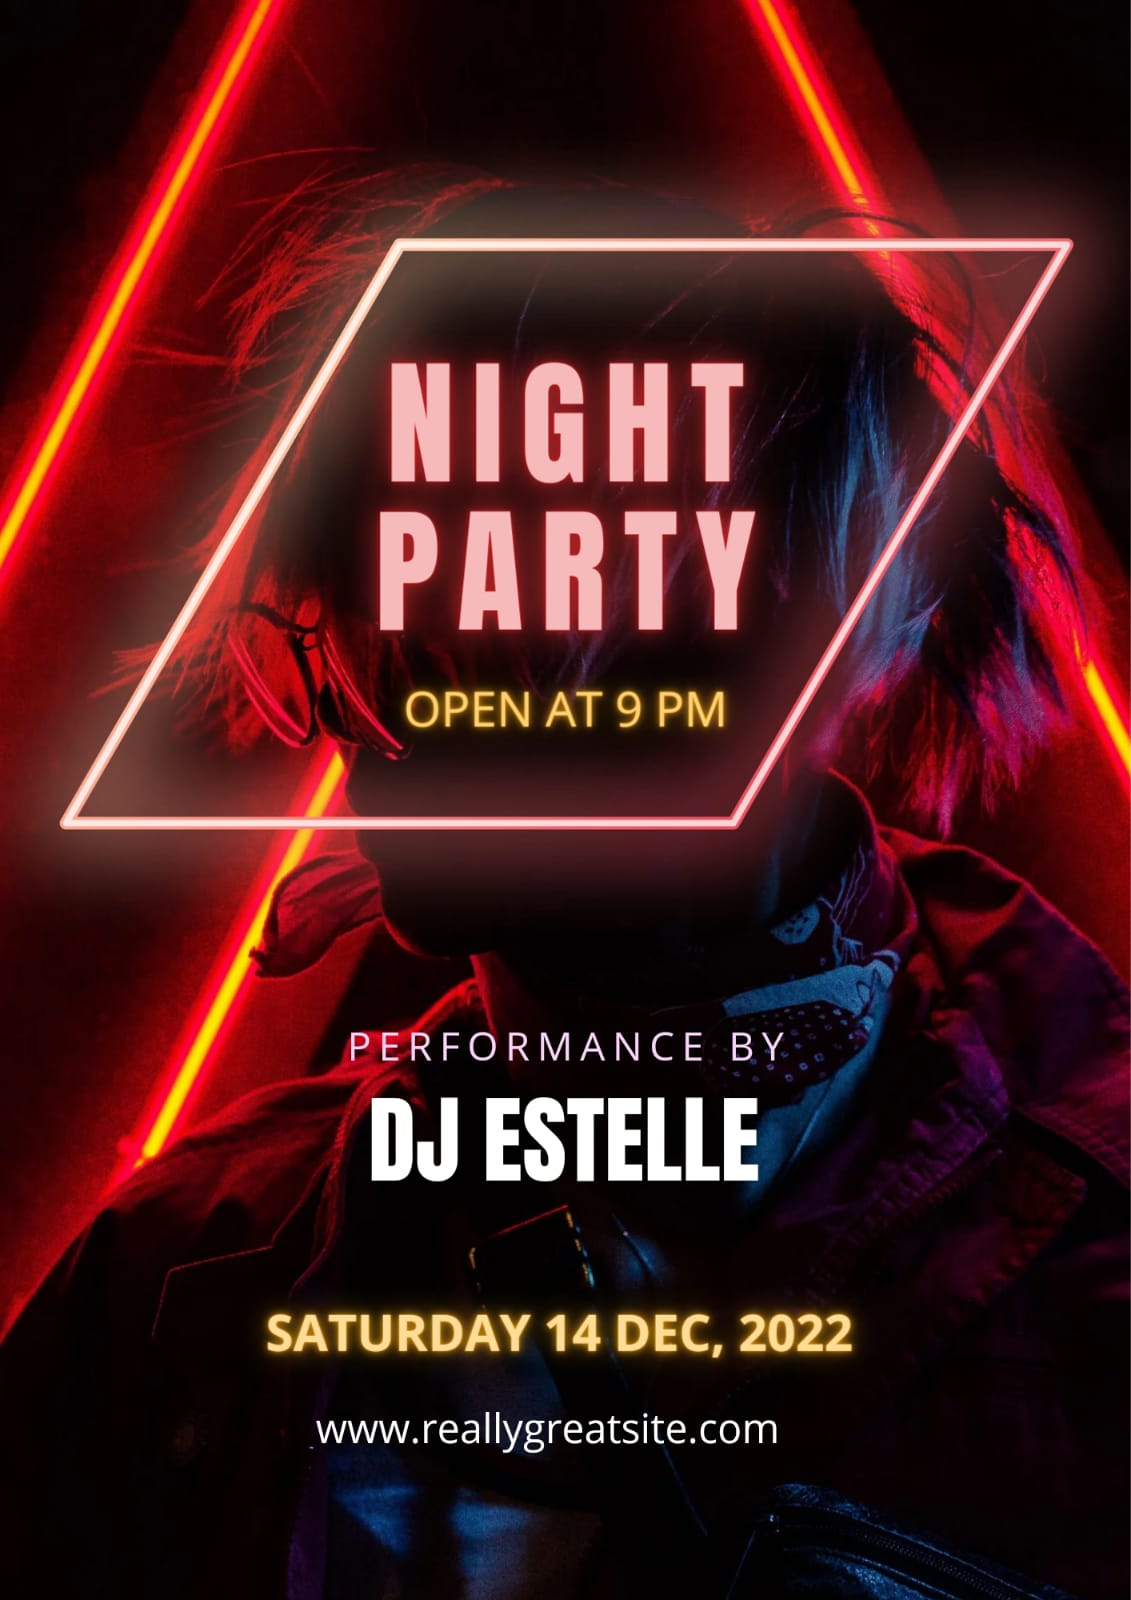 NIGHT
PARTY
OPEN AT 9 PM
PERFORMANCE BY
DJ ESTELLE
SATURDAY 14 DEC, 2022
www.reallygreatsite.com